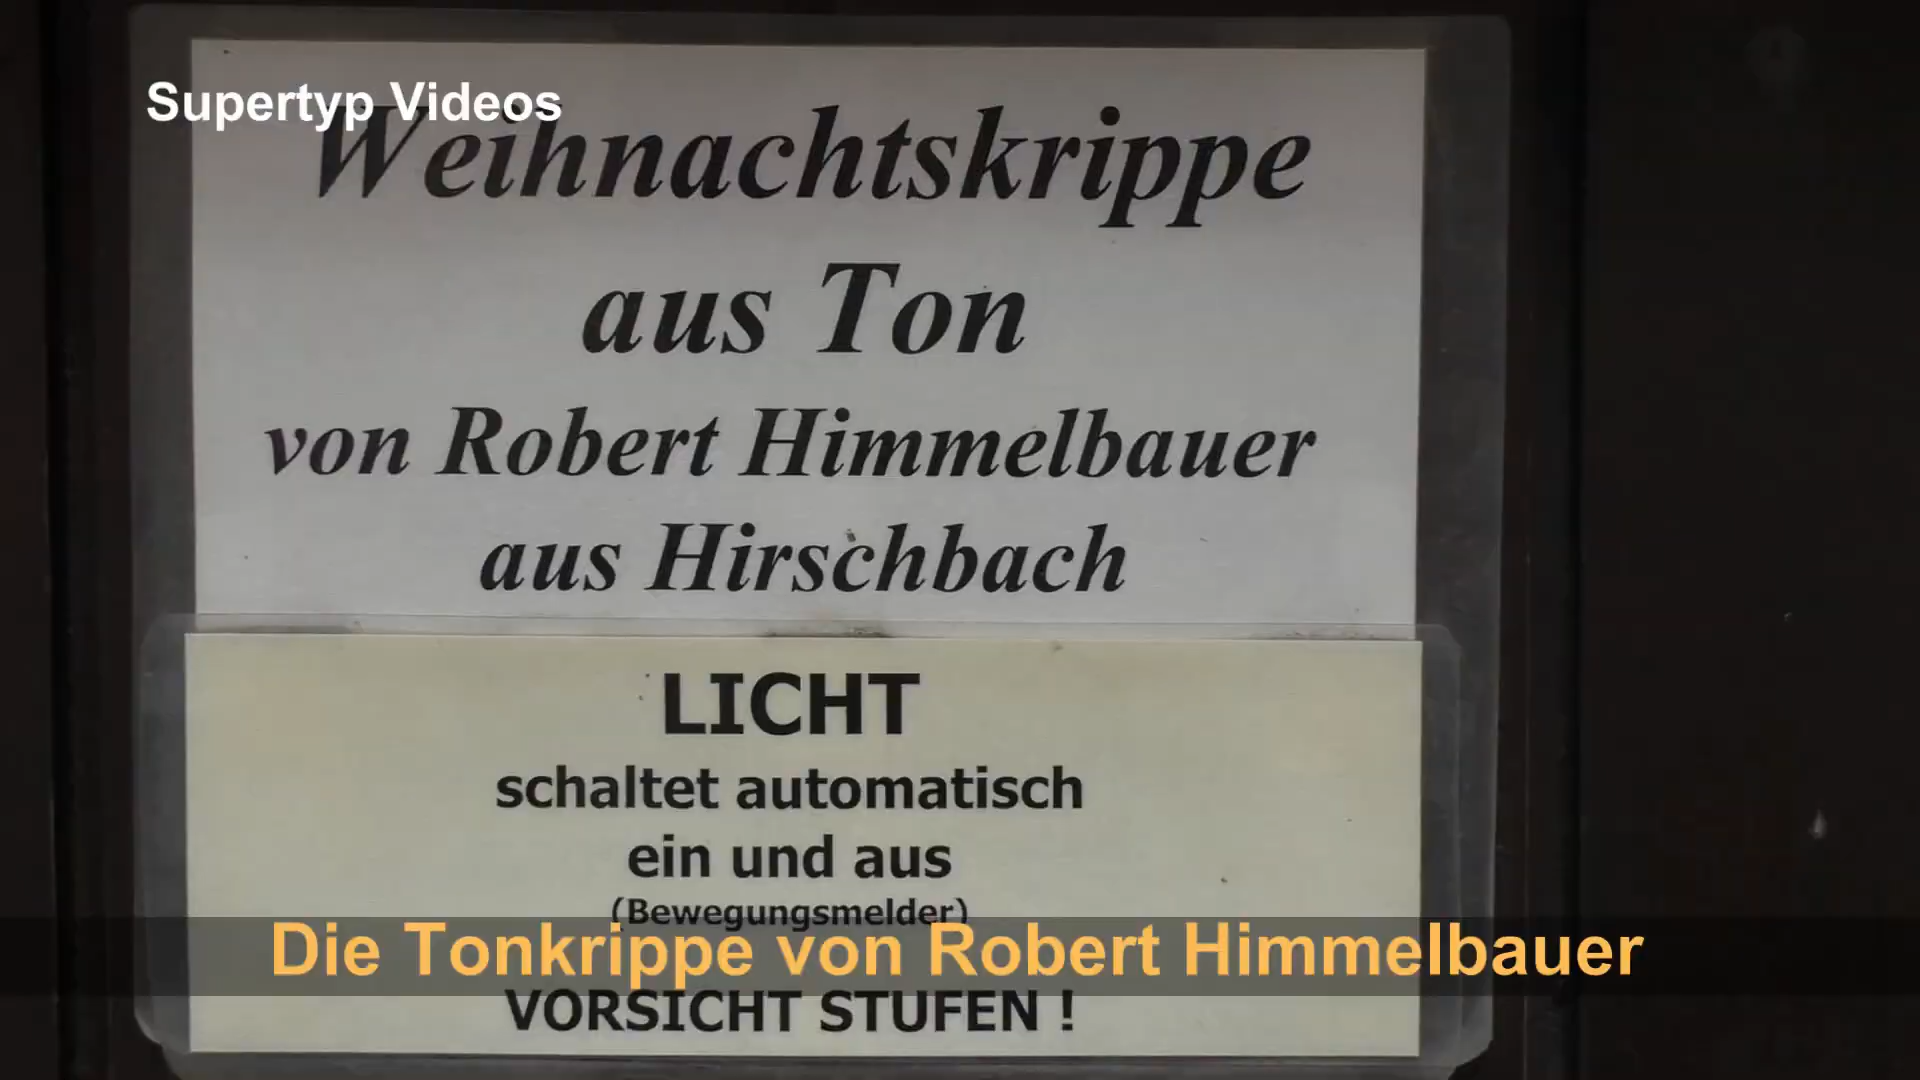 Supertyp Videos
Weihnachtskrippe
aus Ton
von Robert Himmelbauer
aus Hirschbach
LICHT
schaltet automatisch
ein und aus
(Bewegungsmelder)
Die Tonkrippe von Robert Himmelbauer
VORSICHT STUFEN !